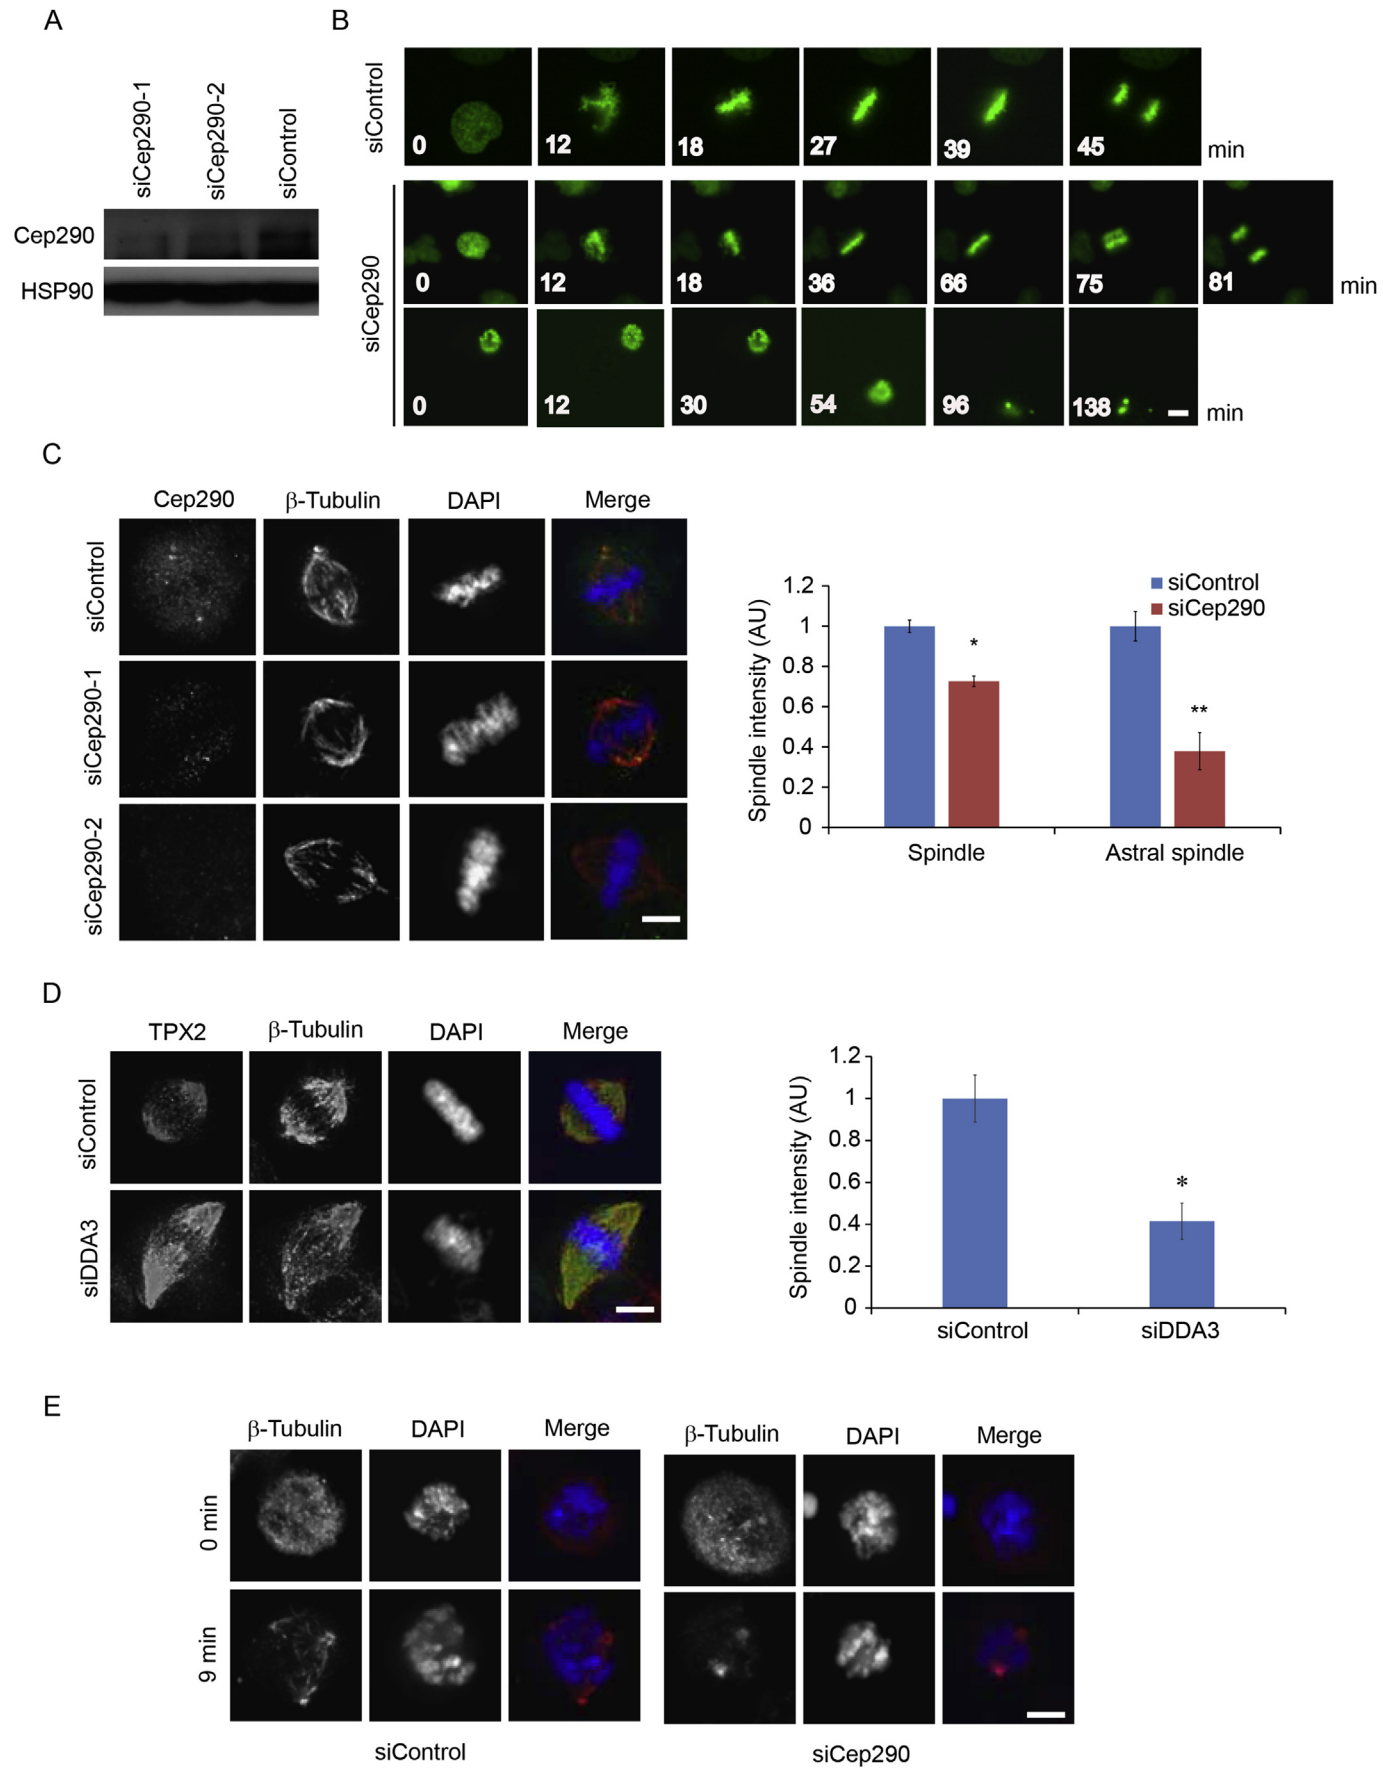 A
siCep290-1
siCep290-2
siControl
Cep290
HSP90
B
siControl
0
12
18
27
39
45
min
siCep290
0
12
18
36
66
75
81
min
0
12
30
54
96
138
min
C
Cep290
β-Tubulin
DAPI
Merge
siControl
siCep290-1
siCep290-2
Spindle intensity (AU)
1.2
1
0.8
0.6
0.4
0.2
0
siControl
siCep290
*
**
Spindle
Astral spindle
D
TPX2
β-Tubulin
DAPI
Merge
siControl
siDDA3
Spindle intensity (AU)
1.2
1
0.8
0.6
0.4
0.2
0
*
siControl
siDDA3
E
β-Tubulin
DAPI
Merge
β-Tubulin
DAPI
Merge
0 min
9 min
siControl
siCep290